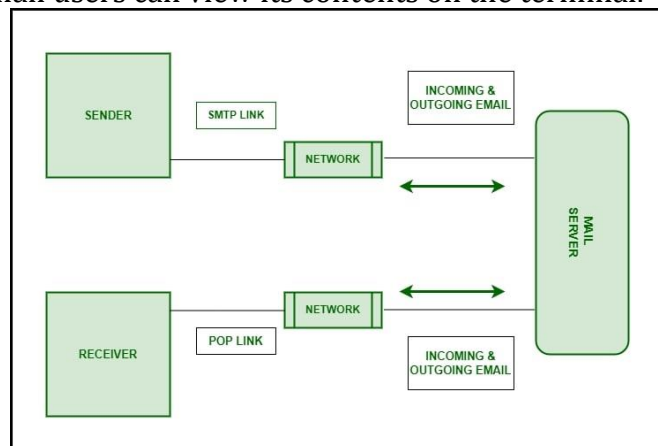 users can view its contents on the terminal.
SENDER
SMTP LINK
NETWORK
INCOMING &
OUTGOING EMAIL
MAIL
SERVER
RECEIVER
POP LINK
NETWORK
INCOMING &
OUTGOING EMAIL